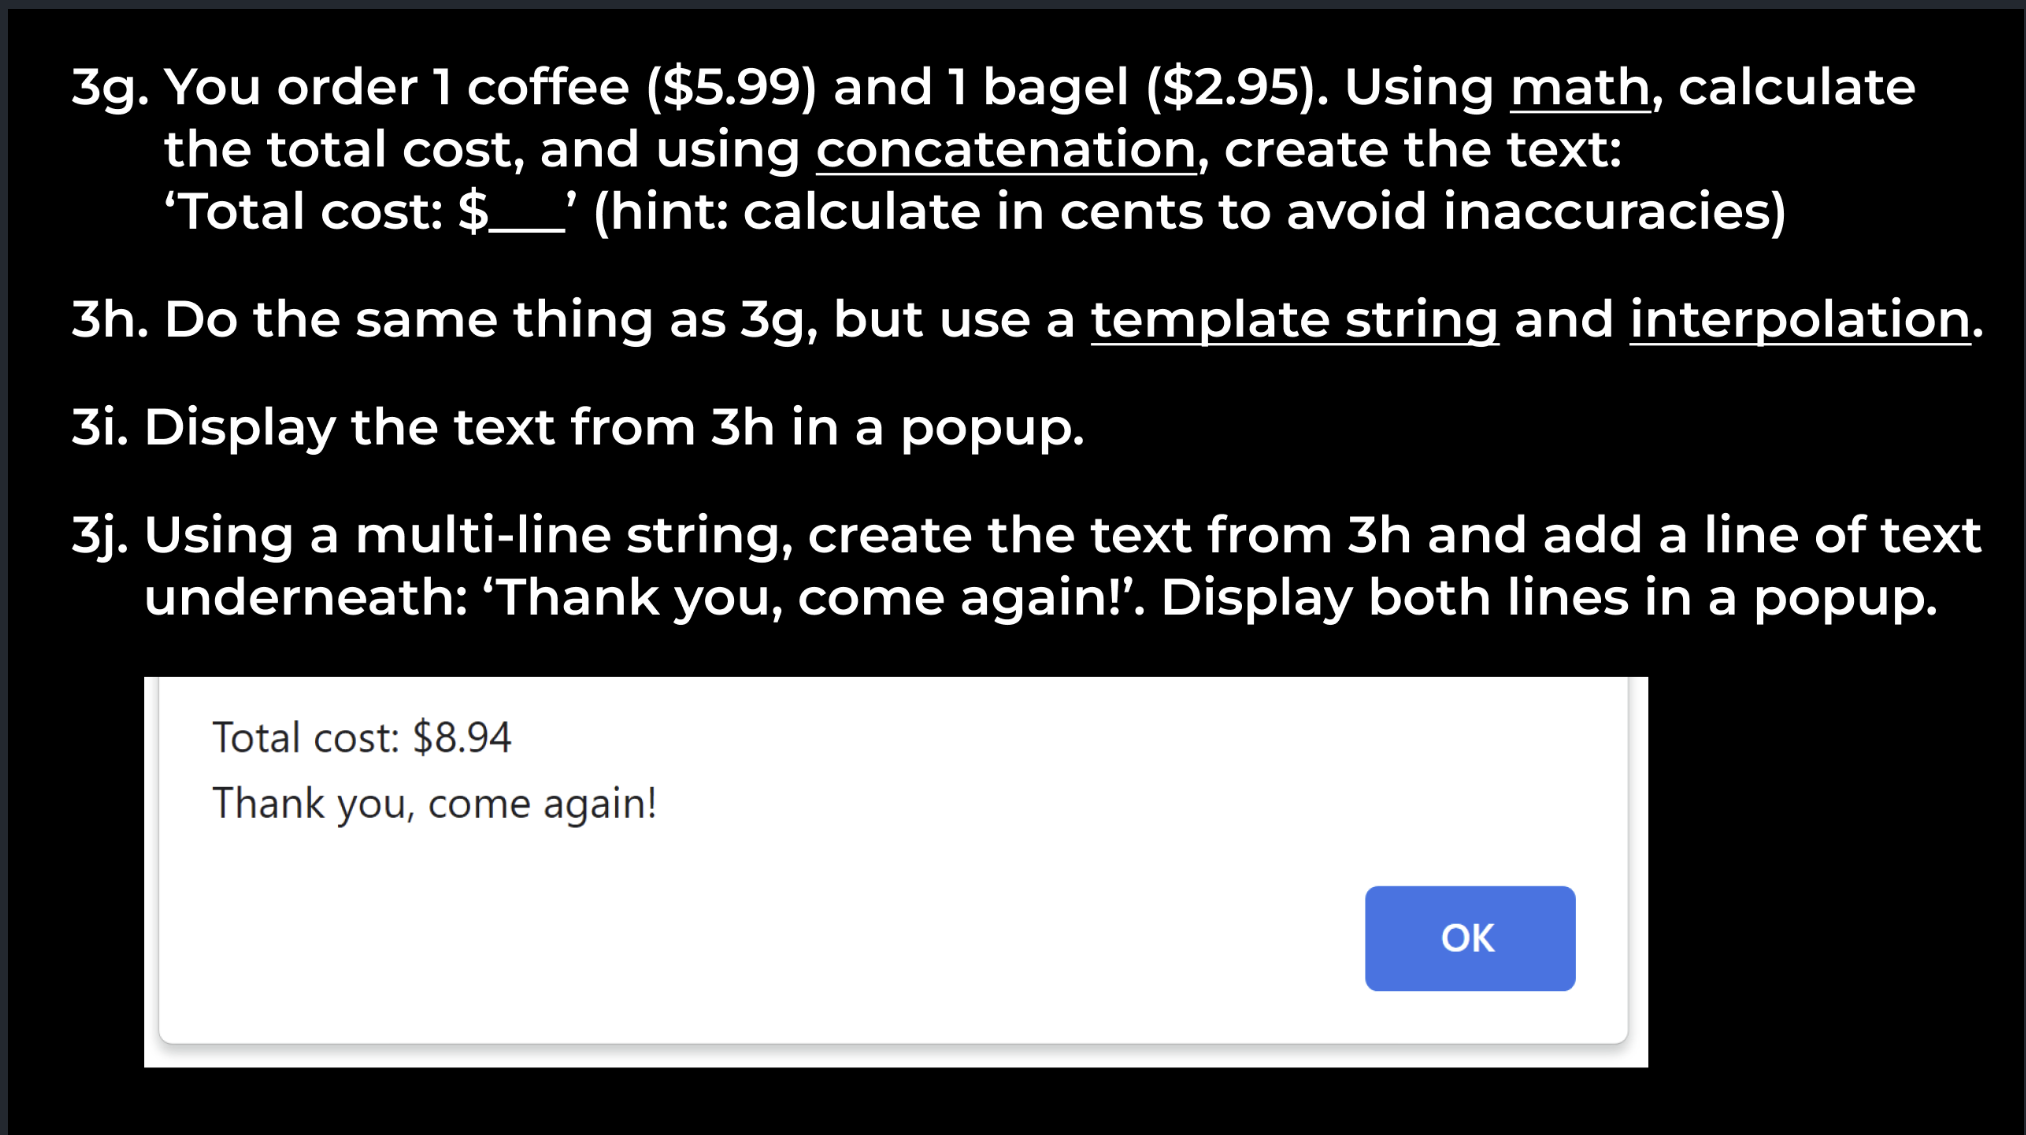 3g. You order 1 coffee ($5.99) and 1 bagel ($2.95). Using math, calculate
the total cost, and using concatenation, create the text:
‘Total cost: $___’ (hint: calculate in cents to avoid inaccuracies)
3h. Do the same thing as 3g, but use a template string and interpolation.
3i. Display the text from 3h in a popup.
3j. Using a multi-line string, create the text from 3h and add a line of text
underneath: ‘Thank you, come again!’. Display both lines in a popup.
Total cost: $8.94
Thank you, come again!
OK